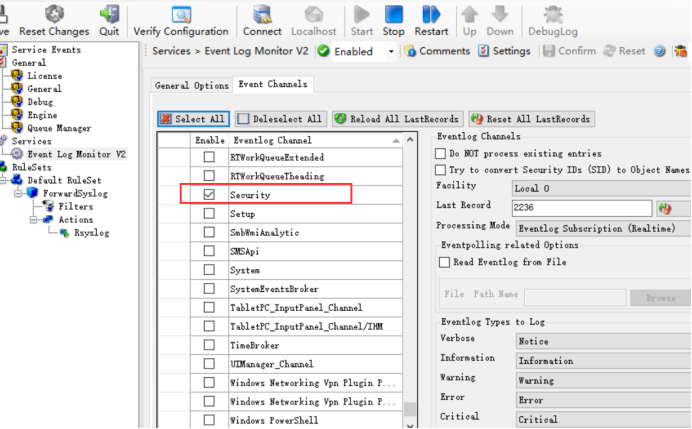 ve Reset Changes Quit Verify Configuration Connect Localhost Start Stop Restart Up Down DebugLog
Services > Event Log Monitor V2 Enabled Comments Settings Confirm Reset
Service Events
General
License
General
Debug
Engine
Queue Manager
Services
Event Log Monitor V2
RuleSets
Default RuleSet
ForwardSyslog
Filters
Actions
Rsyslog
General Options Event Channels
Select All Deleselect All Reload All LastRecords Reset All LastRecords
Enable Eventlog Channel
RTWorkQueueExtended
RTWorkQueueTheading
Security
Setup
SmbWmiAnalytic
SMSApi
System
SystemEventsBroker
TabletPC_InputPanel_Channel
TabletPC_InputPanel_Channel/IHM
TimeBroker
UIManager_Channel
Windows Networking Vpn Plugin P...
Windows Networking Vpn Plugin P...
Windows PowerShell
Eventlog Channels
Do NOT process existing entries
Try to convert Security IDs (SID) to Object Names
Facility Local 0
Last Record 2236
Processing Mode Eventlog Subscription (Realtime)
Eventpolling related Options
Read Eventlog from File
File Path Name Browse
Eventlog Types to Log
Verbose Notice
Information Information
Warning Warning
Error Error
Critical Critical